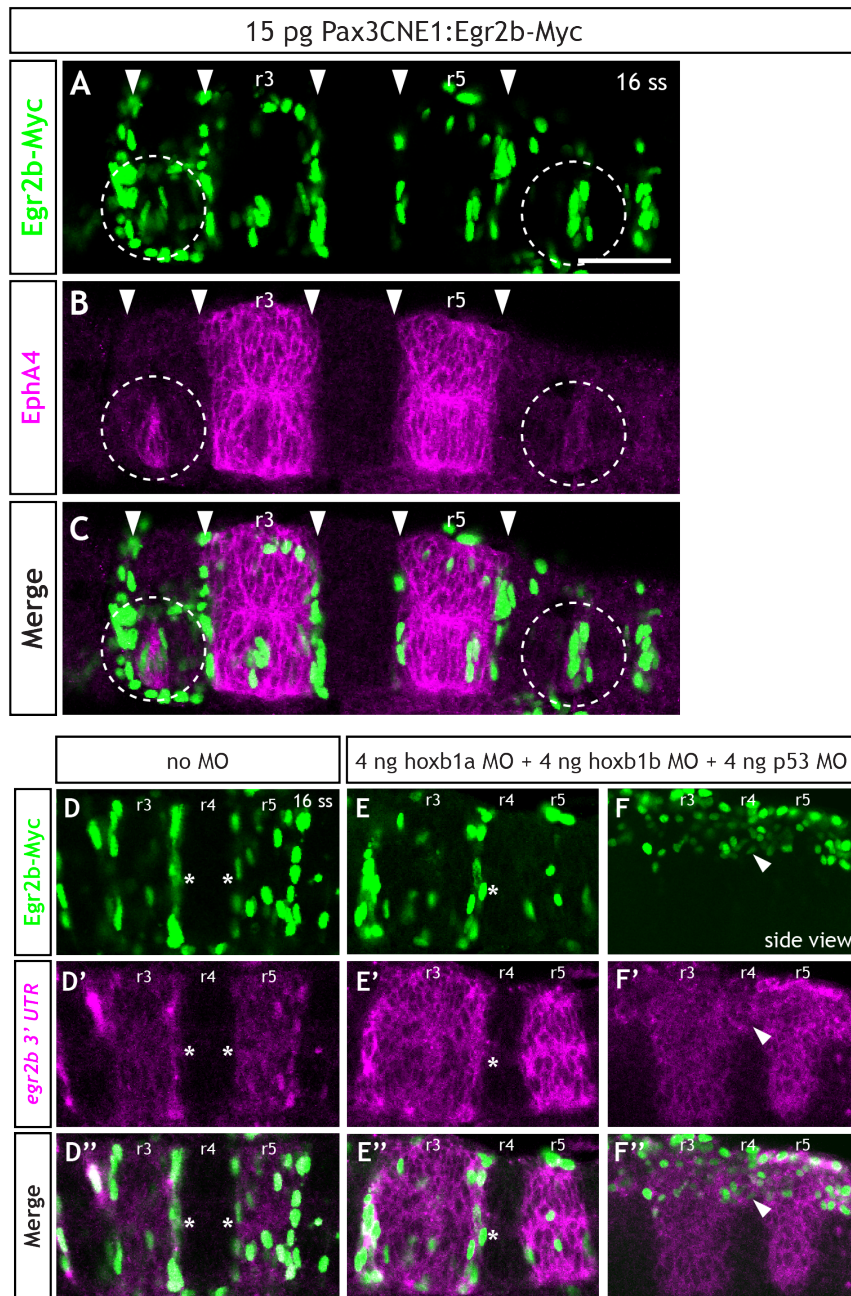 15 pg Pax3CNE1:Egr2b-Myc
Egr2b-Myc
A
r3
r5
16 ss
EphA4
B
r3
r5
Merge
C
r3
r5
no MO
4 ng hoxb1a MO + 4 ng hoxb1b MO + 4 ng p53 MO
Egr2b-Myc
D
r3
r4
r5
16 ss
*
*
E
r3
r4
r5
*
F
r3
r4
r5
side view
egr2b 3' UTR
D'
r3
r4
r5
*
*
E'
r3
r4
r5
*
F'
r3
r4
r5
Merge
D''
r3
r4
r5
*
*
E''
r3
r4
r5
*
F''
r3
r4
r5